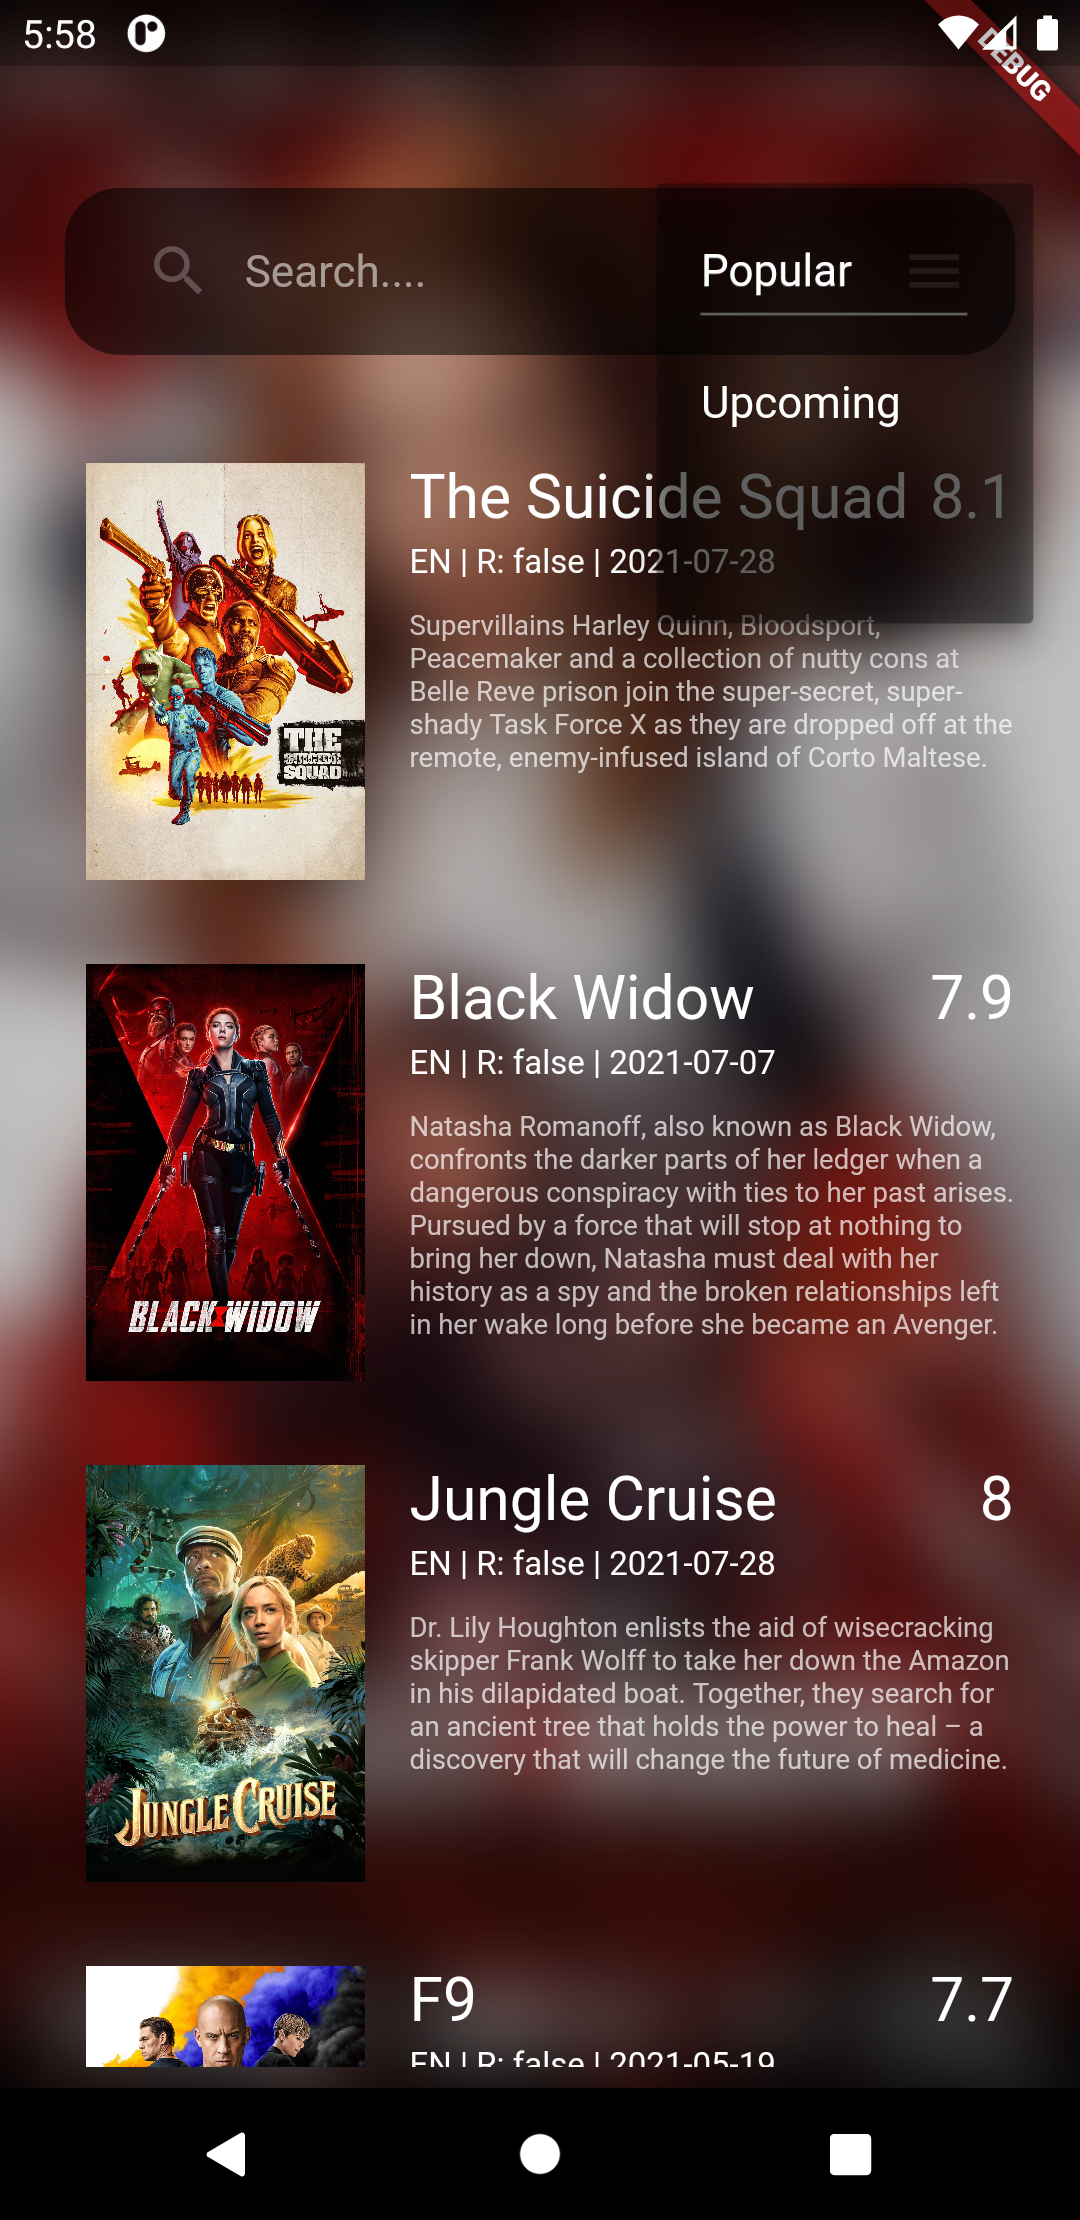 5:58
DEBUG
Search....
Popular
Upcoming
The Suicide Squad 8.1
EN | R: false | 2021-07-28
Supervillains Harley Quinn, Bloodsport,
Peacemaker and a collection of nutty cons at
Belle Reve prison join the super-secret, super-
shady Task Force X as they are dropped off at the
remote, enemy-infused island of Corto Maltese.
THE
SUICIDE
SQUAD
Black Widow 7.9
EN | R: false | 2021-07-07
Natasha Romanoff, also known as Black Widow,
confronts the darker parts of her ledger when a
dangerous conspiracy with ties to her past arises.
Pursued by a force that will stop at nothing to
bring her down, Natasha must deal with her
history as a spy and the broken relationships left
in her wake long before she became an Avenger.
BLACK WIDOW
Jungle Cruise 8
EN | R: false | 2021-07-28
Dr. Lily Houghton enlists the aid of wisecracking
skipper Frank Wolff to take her down the Amazon
in his dilapidated boat. Together, they search for
an ancient tree that holds the power to heal – a
discovery that will change the future of medicine.
JUNGLE CRUISE
F9 7.7
EN | R: false | 2021-05-19